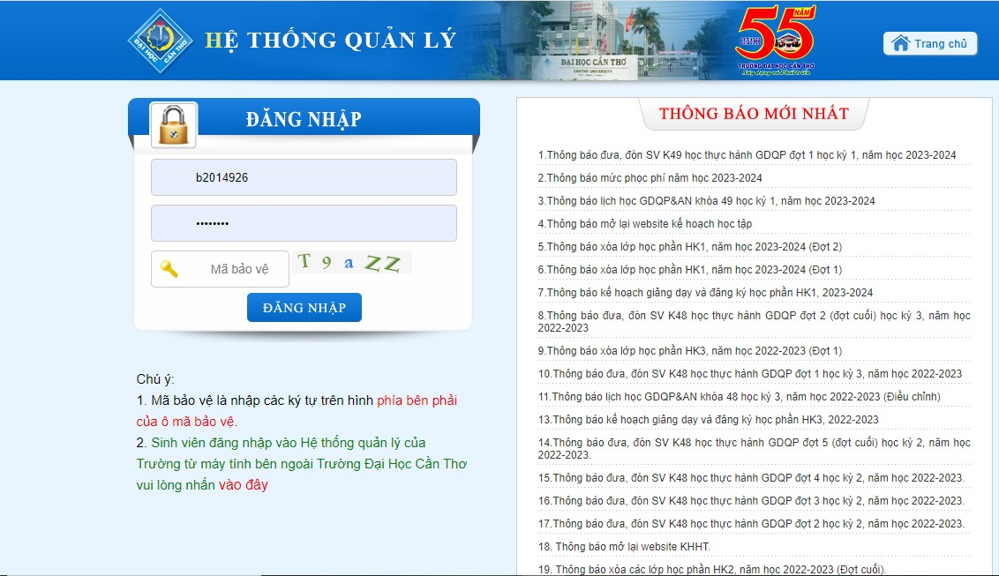 HỆ THỐNG QUẢN LÝ
ĐẠI HỌC CẦN THƠ
ĐẠI HỌC CẦN THƠ
CANTHO UNIVERSITY
55 NĂM
TRƯỜNG ĐẠI HỌC CẦN THƠ
Trang chủ
ĐĂNG NHẬP
b2014926
••••••••
Mã bảo vệ
T 9 a Z Z
ĐĂNG NHẬP
Chú ý:
1. Mã bảo vệ là nhập các ký tự trên hình phía bên phải
của ô mã bảo vệ.
2. Sinh viên đăng nhập vào Hệ thống quản lý của
Trường từ máy tính bên ngoài Trường Đại Học Cần Thơ
vui lòng nhấn vào đây
THÔNG BÁO MỚI NHẤT
1.Thông báo đưa, đón SV K49 học thực hành GDQP đợt 1 học kỳ 1, năm học 2023-2024
2.Thông báo mức phọc phí năm học 2023-2024
3.Thông báo lịch học GDQP&AN khóa 49 học ký 1, năm học 2023-2024
4.Thông báo mở lại website kế hoạch học tập
5.Thông báo xóa lớp học phần HK1, năm học 2023-2024 (Đợt 2)
6.Thông báo xóa lớp học phần HK1, năm học 2023-2024 (Đợt 1)
7.Thông báo kế hoạch giảng dạy và đăng ký học phần HK1, 2023-2024
8.Thông báo đưa, đón SV K48 học thực hành GDQP đợt 2 (đợt cuối) học kỳ 3, năm học
2022-2023
9.Thông báo xóa lớp học phần HK3, năm học 2022-2023 (Đợt 1)
10.Thông báo đưa, đón SV K48 học thực hành GDQP đợt 1 học kỳ 3, năm học 2022-2023
11.Thông báo lịch học GDQP&AN khóa 48 học kỳ 3, năm học 2022-2023 (Điều chỉnh)
13.Thông báo kế hoạch giảng dạy và đăng ký học phần HK3, 2022-2023
14.Thông báo đưa, đón SV K48 học thực hành GDQP đợt 5 (đợt cuối) học kỳ 2, năm học
2022-2023.
15.Thông báo đưa, đón SV K48 học thực hành GDQP đợt 4 học kỳ 2, năm học 2022-2023.
16.Thông báo đưa, đón SV K48 học thực hành GDQP đợt 3 học kỳ 2, năm học 2022-2023.
17.Thông báo đưa, đón SV K48 học thực hành GDQP đợt 2 học kỳ 2, năm học 2022-2023.
18. Thông báo mở lại website KHHT.
19. Thông báo xóa các lớp học phần HK2, năm học 2022-2023 (Đợt cuối).